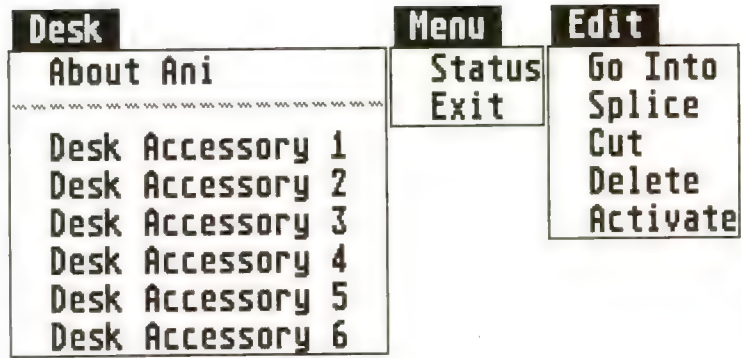 Desk
About Ani
Desk Accessory 1
Desk Accessory 2
Desk Accessory 3
Desk Accessory 4
Desk Accessory 5
Desk Accessory 6
Menu
Status
Exit
Edit
Go Into
Splice
Cut
Delete
Activate